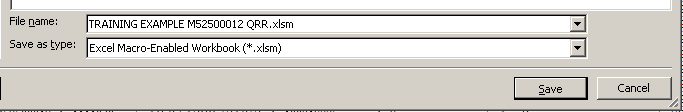 File name: TRAINING EXAMPLE M52500012 QRR.xlsm
Save as type: Excel Macro-Enabled Workbook (*.xlsm)
Save Cancel